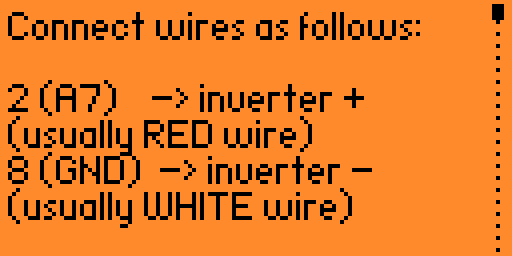 Connect wires as follows:
2 (A7) -> inverter +
(usually RED wire)
8 (GND) -> inverter -
(usually WHITE wire)